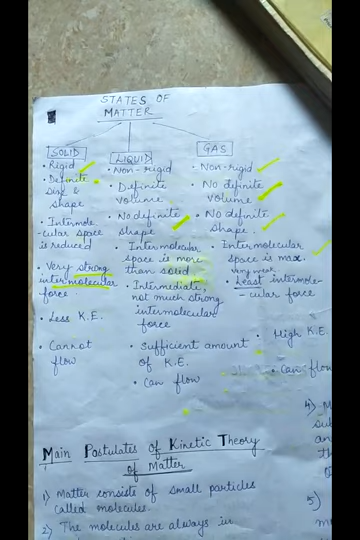 STATES OF
MATTER
SOLID
• Rigid
• Definite
size &
shape
• Intermole-
cular space
is reduced
• Very strong
intermolecular
force
• Less K.E.
• Cannot
flow
LIQUID
• Non-rigid
• Definite
volume
• No definite
shape
• Intermolecular
space is more
than solid
• Intermediate,
not much strong
intermolecular
force
• Sufficient amount
of K.E.
• Can flow
GAS
• Non-rigid
• No definite
volume
• No definite
shape
• Intermolecular
space is max.
very weak
• Least intermole-
-cular force
• High K.E.
• Can flow
Main Postulates of Kinetic Theory
of Matter
1) Matter consists of small particles
called molecules.
2) The molecules are always in
4)
5)